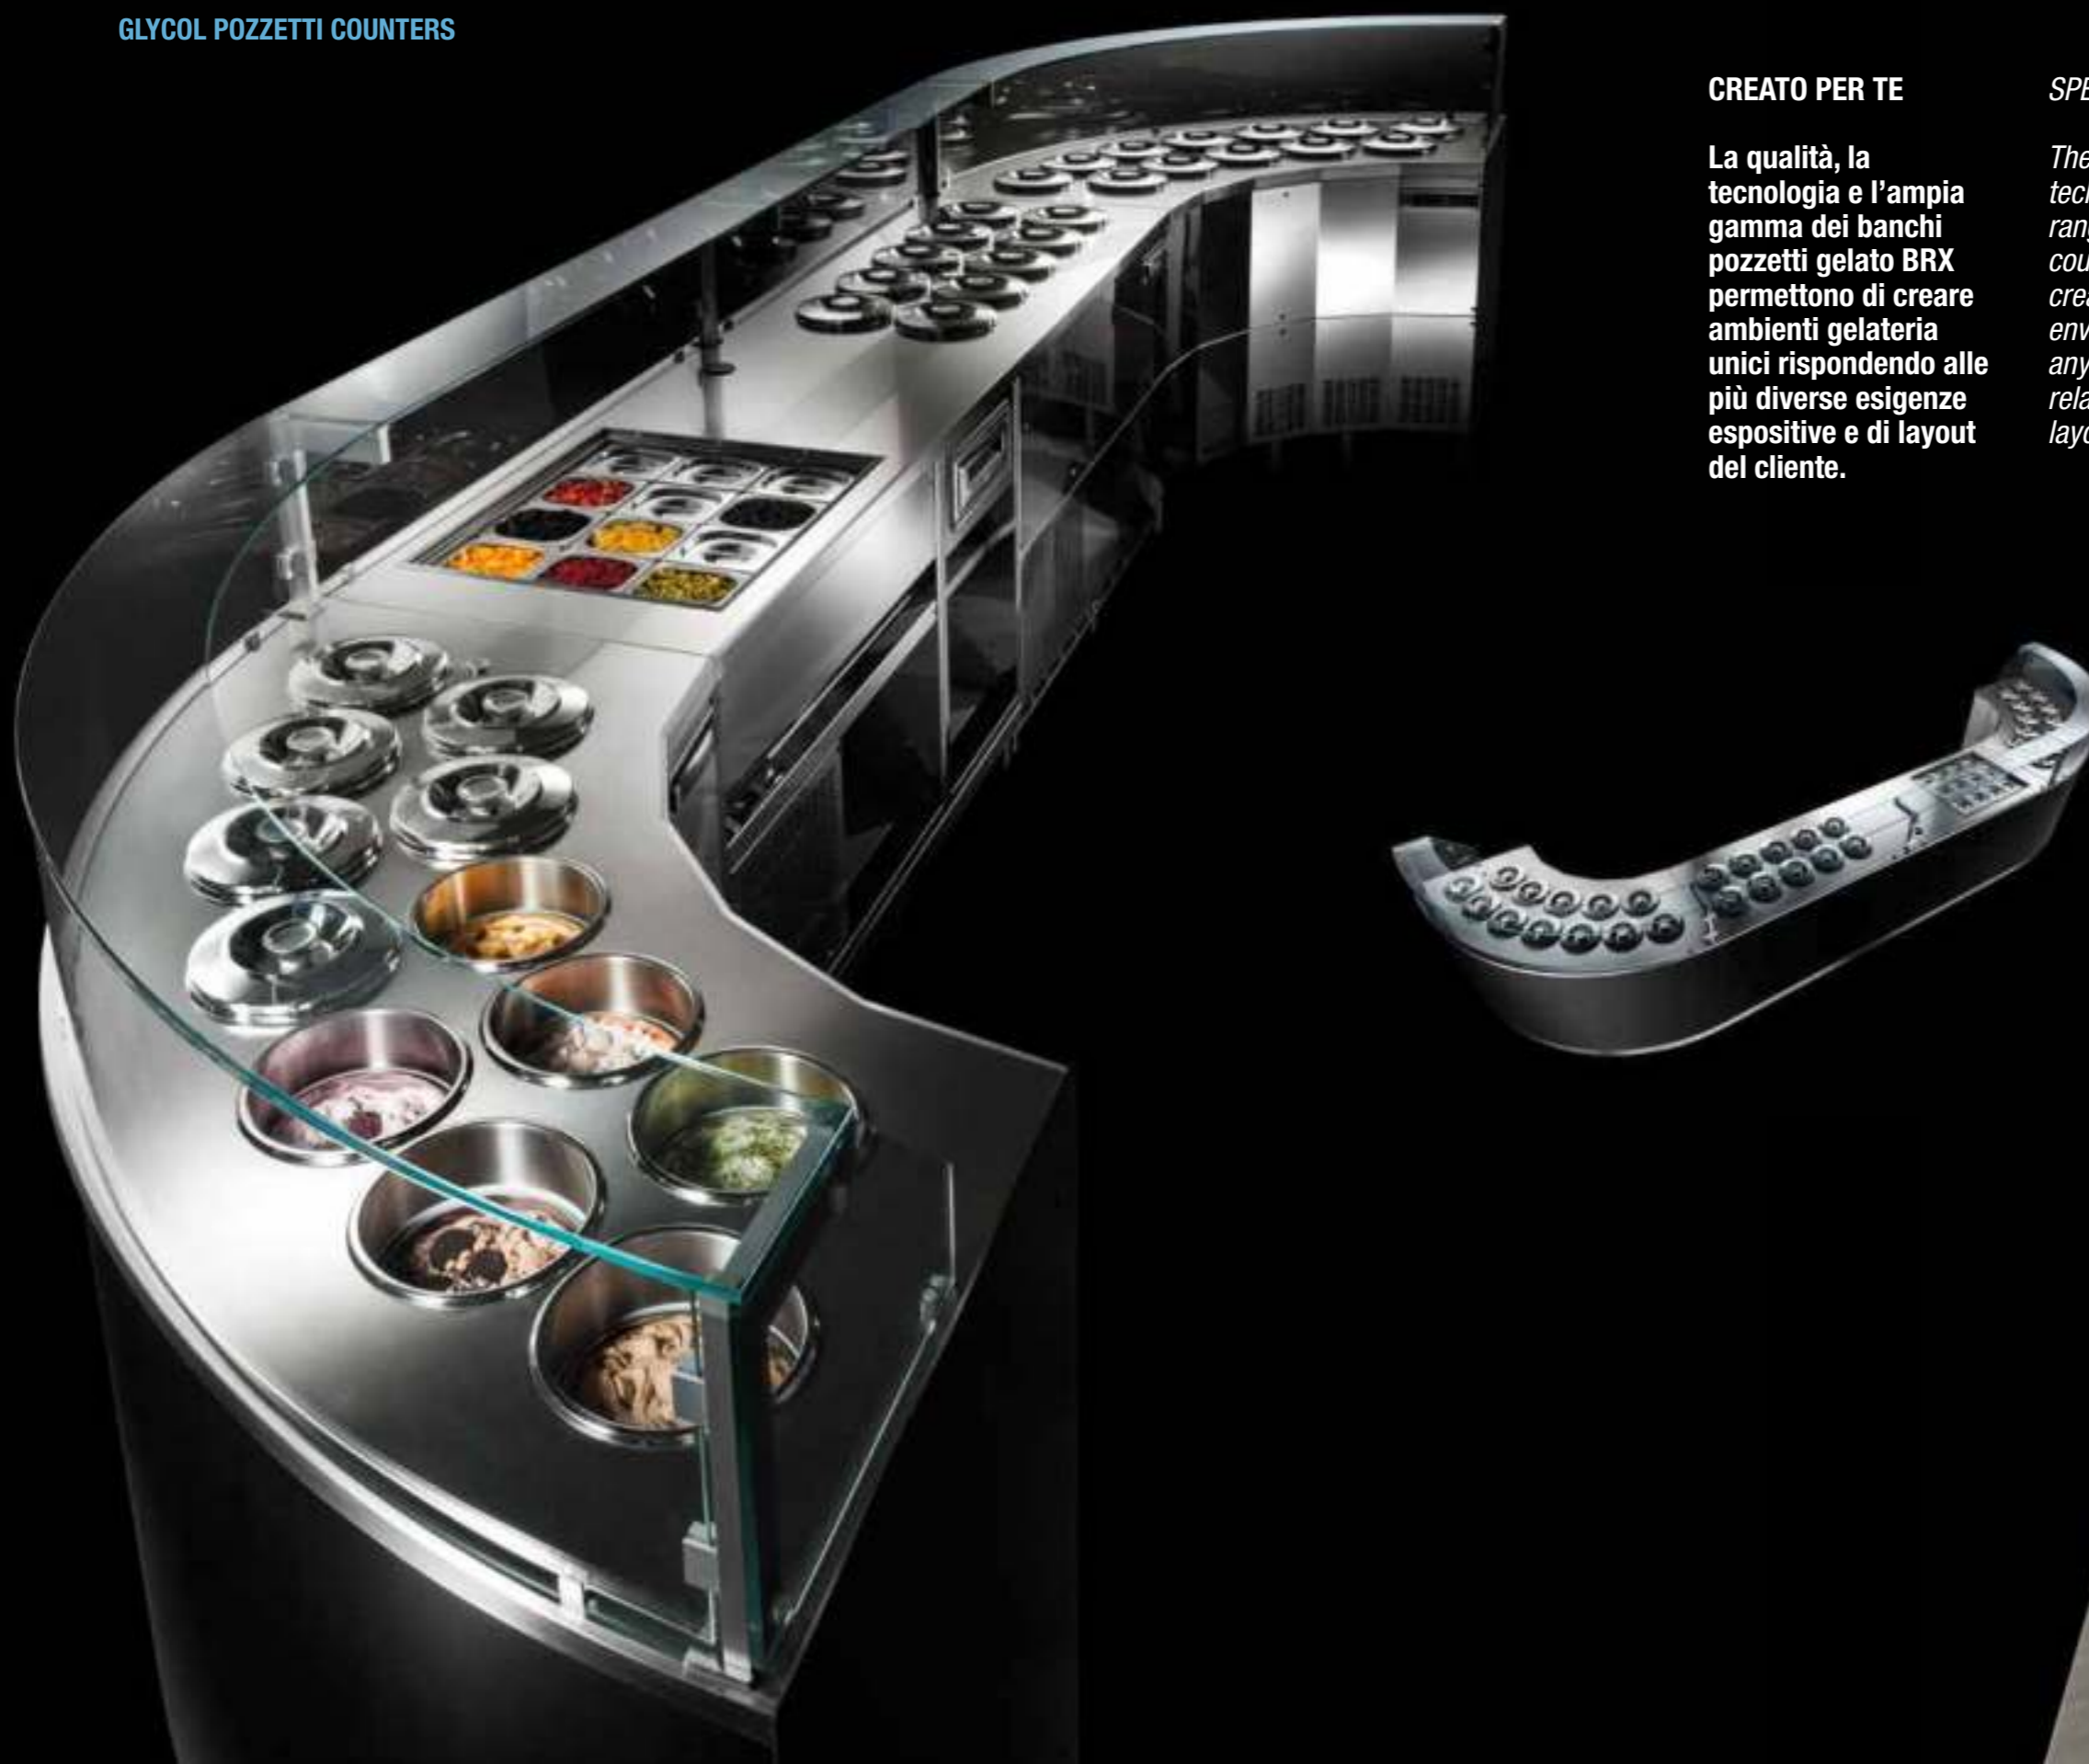 GLYCOL POZZETTI COUNTERS
CREATO PER TE
La qualità, la
tecnologia e l’ampia
gamma dei banchi
pozzetti gelato BRX
permettono di creare
ambienti gelateria
unici rispondendo alle
più diverse esigenze
espositive e di layout
del cliente.
The